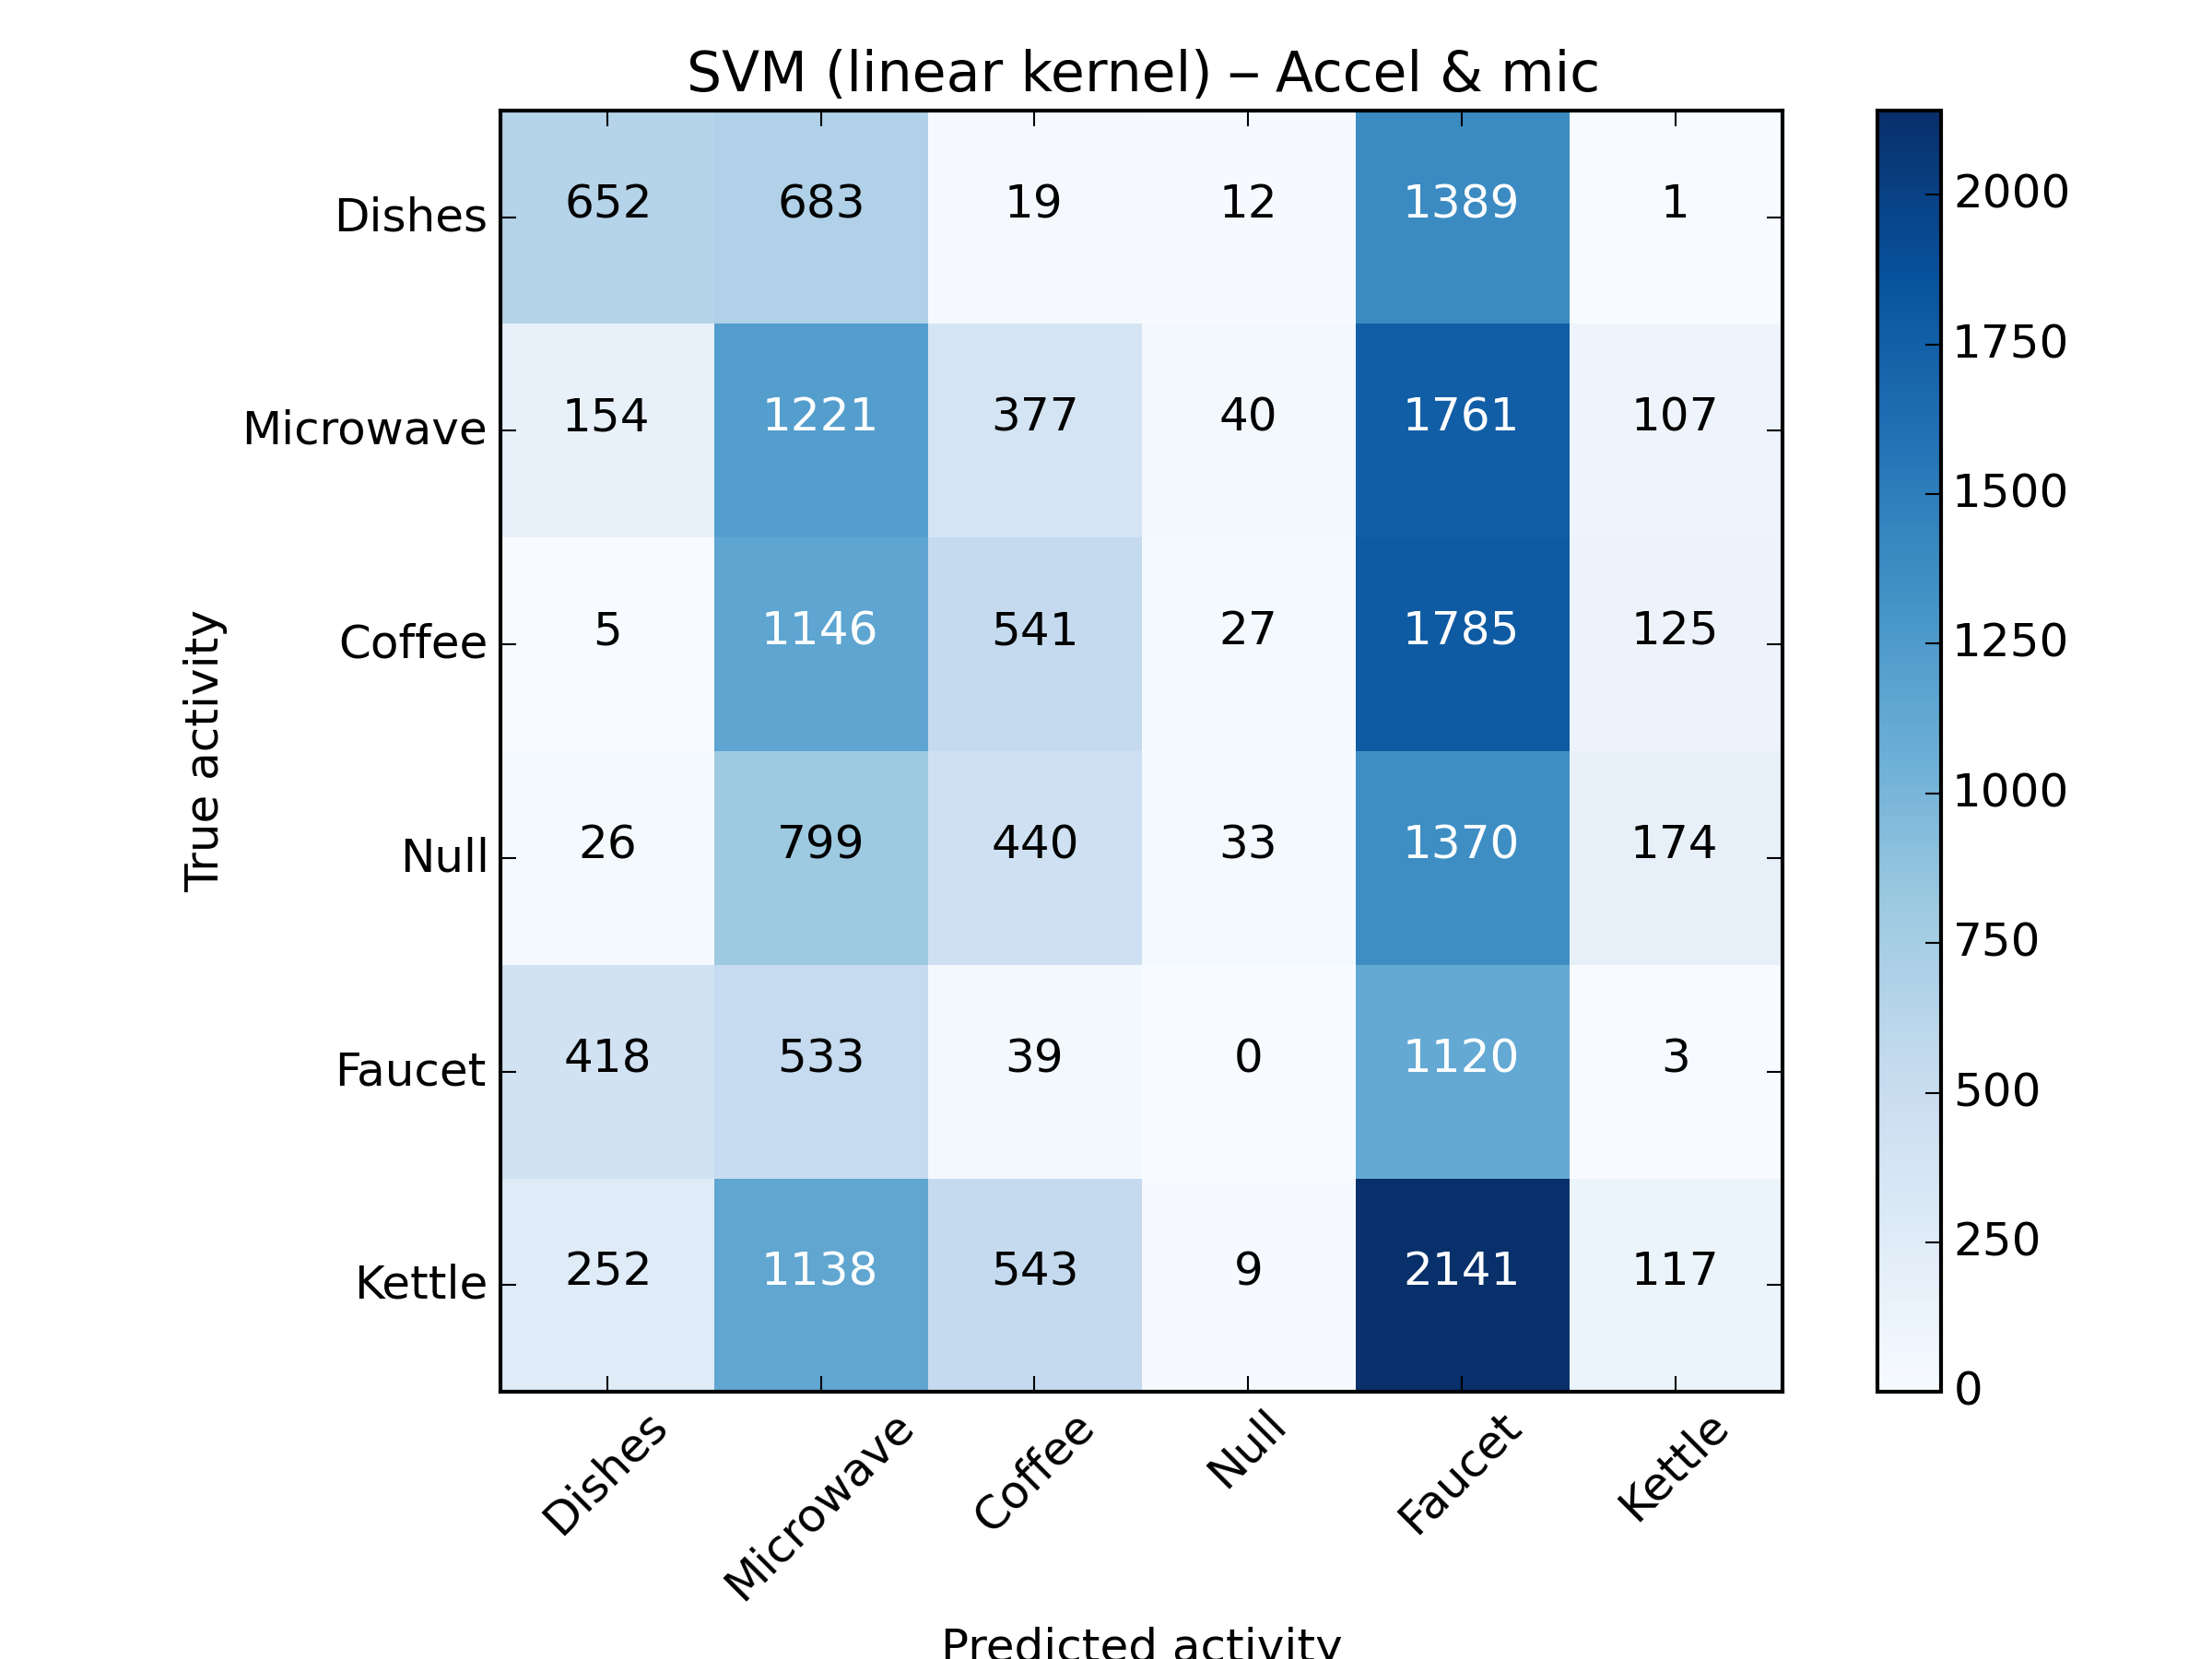 SVM (linear kernel) – Accel & mic
Dishes 652 683 19 12 1389 1
Microwave 154 1221 377 40 1761 107
Coffee 5 1146 541 27 1785 125
Null 26 799 440 33 1370 174
Faucet 418 533 39 0 1120 3
Kettle 252 1138 543 9 2141 117
True activity
Dishes Microwave Coffee Null Faucet Kettle
Predicted activity
2000
1750
1500
1250
1000
750
500
250
0